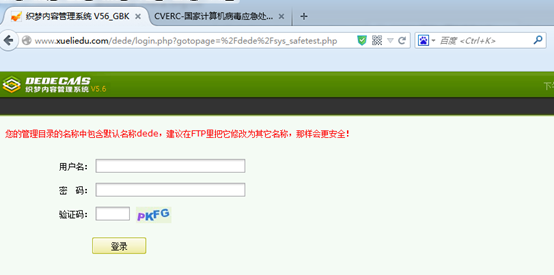 织梦内容管理系统 V56_GBK ×
CVERC-国家计算机病毒应急处... ×
www.xueliedu.com/dede/login.php?gotopage=%2Fdede%2Fsys_safetest.php
百度 <Ctrl+K>
DEDECMS
织梦内容管理系统 V5.6
您的管理目录的名称中包含默认名称dede，建议在FTP里把它修改为其它名称，那样会更安全!
用户名：
密 码：
验证码： PKFG
登录